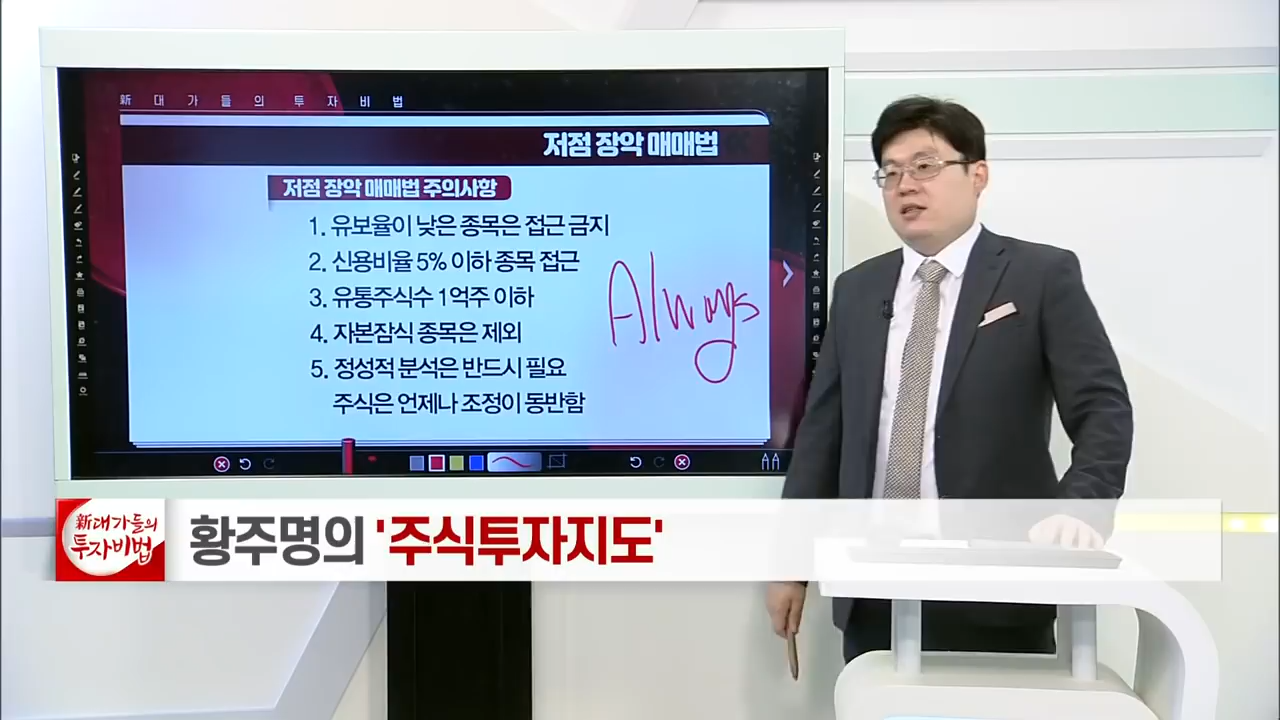 新 대 가 들 의 투 자 비 법
저점 장악 매매법
저점 장악 매매법 주의사항
1. 유보율이 낮은 종목은 접근 금지
2. 신용비율 5% 이하 종목 접근
3. 유통주식수 1억주 이하
4. 자본잠식 종목은 제외
5. 정성적 분석은 반드시 필요
주식은 언제나 조정이 동반함
Always
新대가들의
투자비법
황주명의 '주식투자지도'